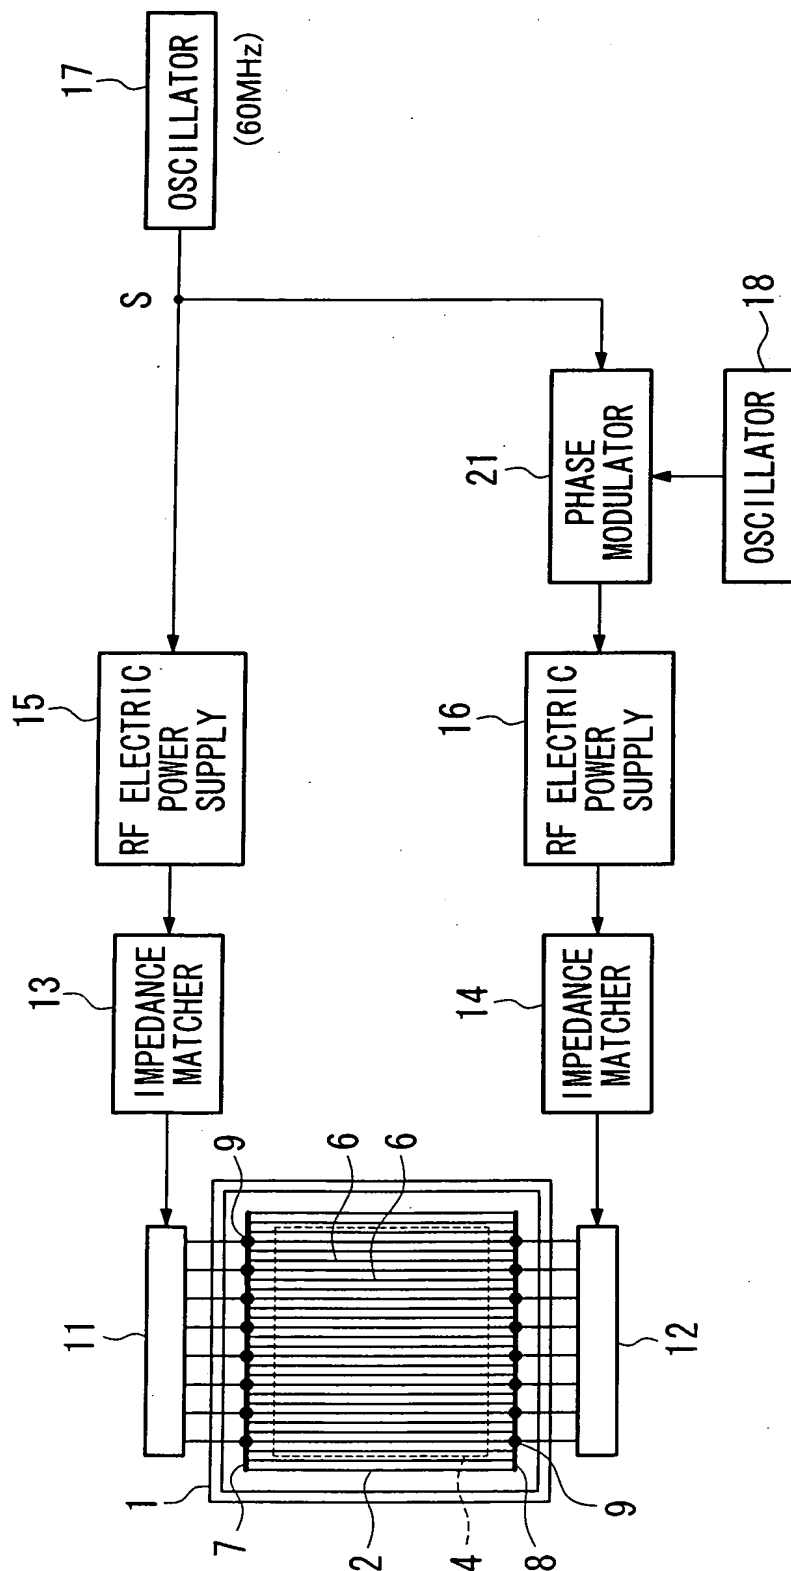 1
11
7
2
4
8
9
12
9
6
6
13
IMPEDANCE
MATCHER
14
IMPEDANCE
MATCHER
15
RF ELECTRIC
POWER
SUPPLY
16
RF ELECTRIC
POWER
SUPPLY
S
21
PHASE
MODULATOR
17
OSCILLATOR
(60MHz)
18
OSCILLATOR